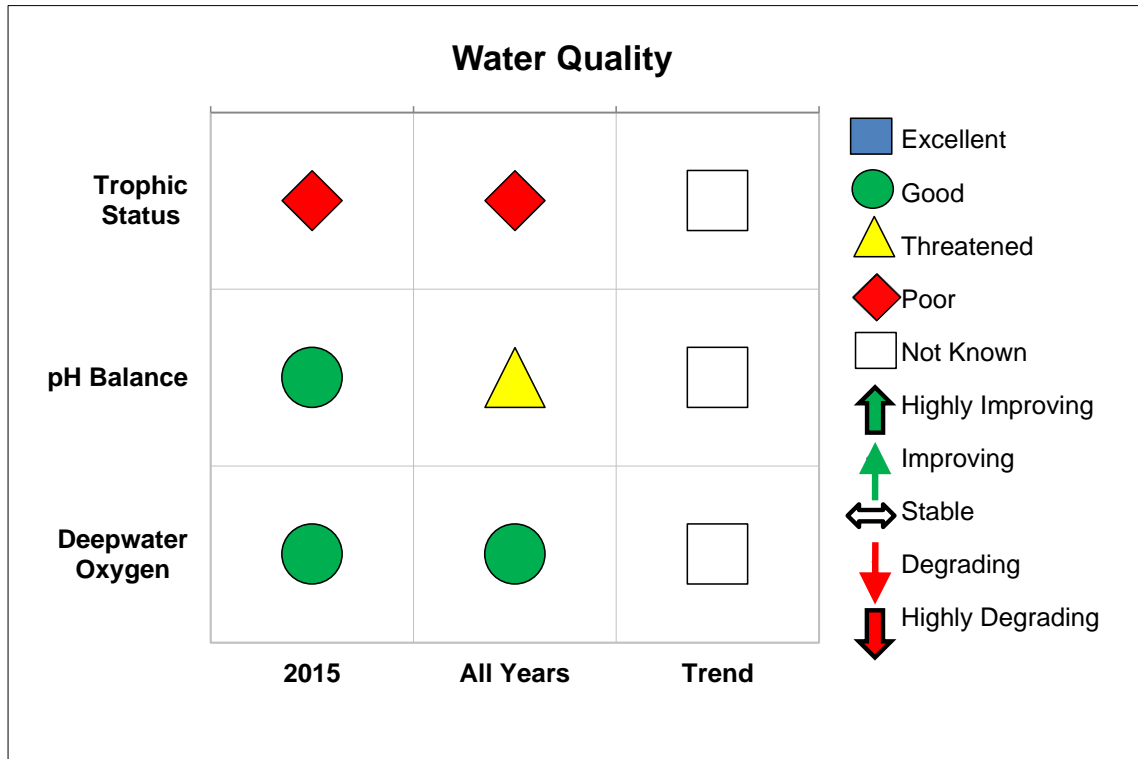 Water Quality
Trophic
Status
pH Balance
Deepwater
Oxygen
2015
All Years
Trend
Excellent
Good
Threatened
Poor
Not Known
Highly Improving
Improving
Stable
Degrading
Highly Degrading